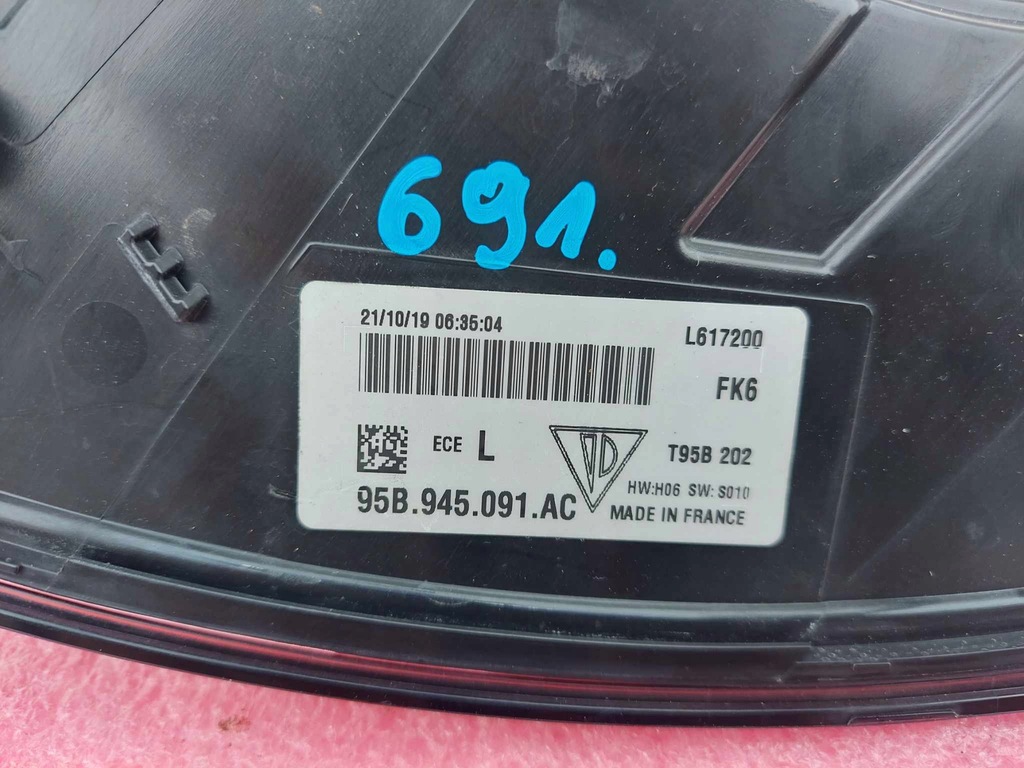 691.
21/10/19 06:35:04
L617200
FK6
ECE L
T95B 202
HW:H06 SW: S010
95B.945.091.AC
MADE IN FRANCE